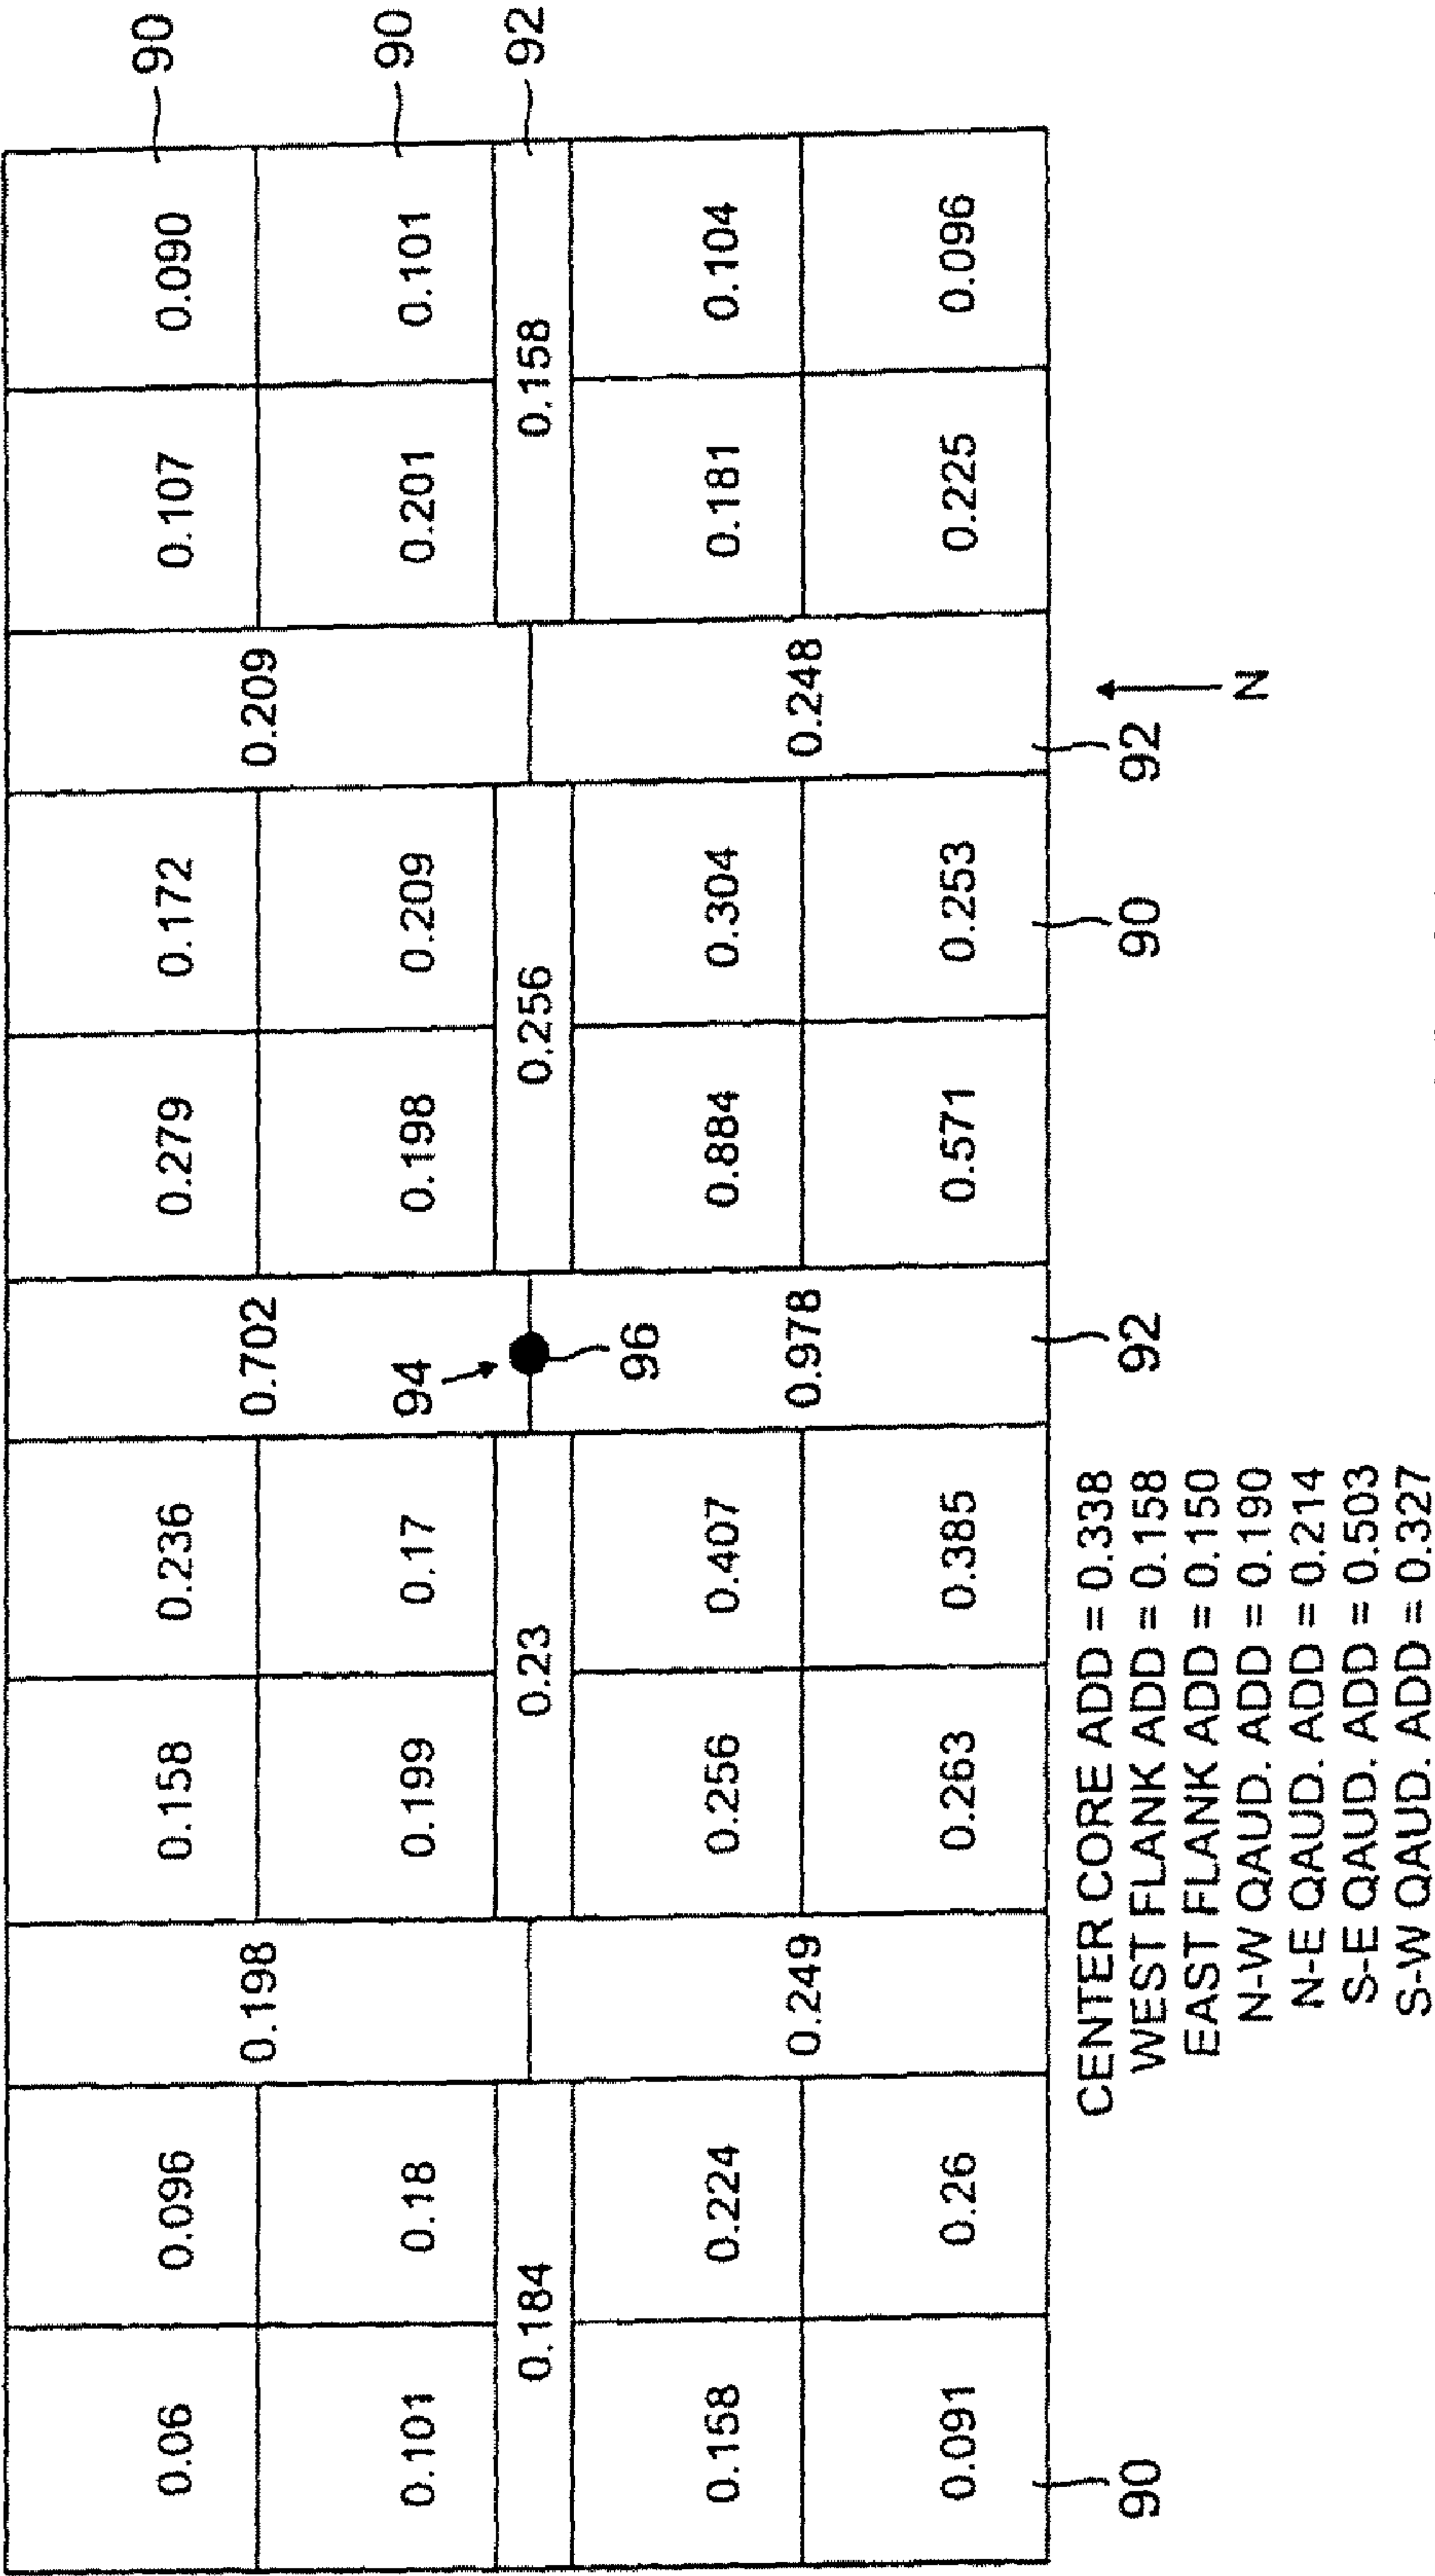 0.06 0.096 0.158 0.236 0.279 0.172 0.107 0.090 90
0.198 0.702 0.209
0.101 0.18 0.199 0.17 94 0.198 0.209 0.201 0.101 90
0.184 0.23 0.256 0.158 92
96
0.158 0.224 0.256 0.407 0.884 0.304 0.181 0.104
0.249 0.978 0.248
0.091 0.26 0.263 0.385 0.571 0.253 0.225 0.096
90 92 90 92
N
CENTER CORE ADD = 0.338
WEST FLANK ADD = 0.158
EAST FLANK ADD = 0.150
N-W QAUD. ADD = 0.190
N-E QAUD. ADD = 0.214
S-E QAUD. ADD = 0.503
S-W QAUD. ADD = 0.327